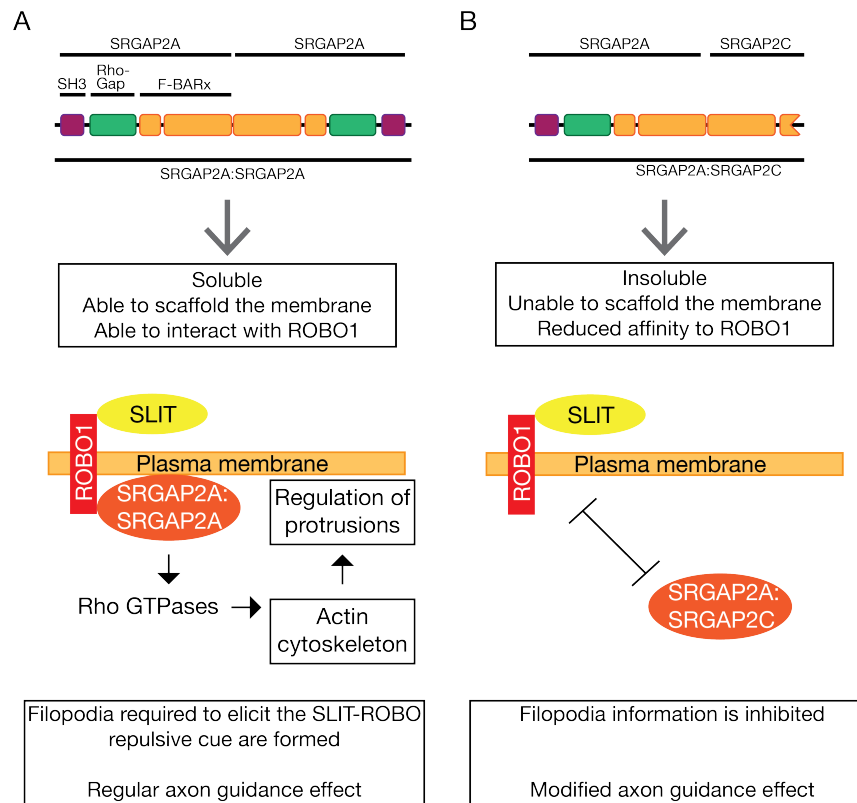 A
SRGAP2A
SRGAP2A
SH3
Rho-
Gap
F-BARx
SRGAP2A:SRGAP2A
Soluble
Able to scaffold the membrane
Able to interact with ROBO1
SLIT
ROBO1
Plasma membrane
SRGAP2A:
SRGAP2A
Regulation of
protrusions
Rho GTPases
Actin
cytoskeleton
Filopodia required to elicit the SLIT-ROBO
repulsive cue are formed
Regular axon guidance effect
B
SRGAP2A
SRGAP2C
SRGAP2A:SRGAP2C
Insoluble
Unable to scaffold the membrane
Reduced affinity to ROBO1
SLIT
ROBO1
Plasma membrane
SRGAP2A:
SRGAP2C
Filopodia information is inhibited
Modified axon guidance effect